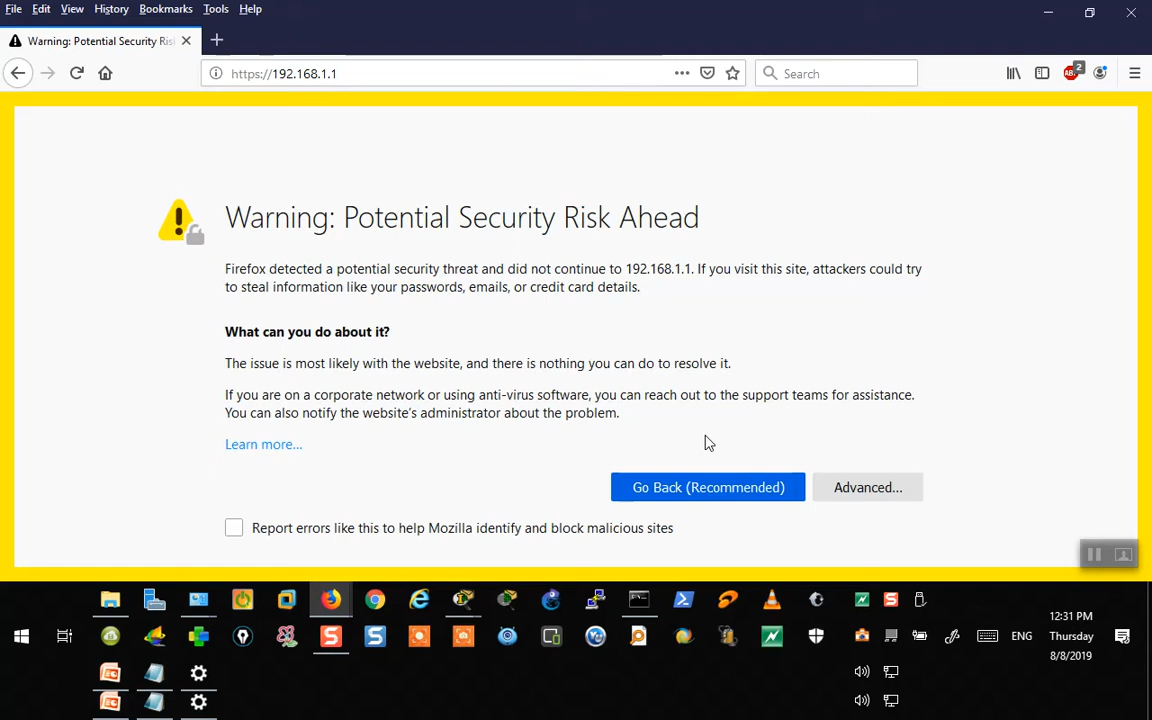 File Edit View History Bookmarks Tools Help
Warning: Potential Security Ris
https://192.168.1.1
Search
ABP
2
Warning: Potential Security Risk Ahead
Firefox detected a potential security threat and did not continue to 192.168.1.1. If you visit this site, attackers could try
to steal information like your passwords, emails, or credit card details.
What can you do about it?
The issue is most likely with the website, and there is nothing you can do to resolve it.
If you are on a corporate network or using anti-virus software, you can reach out to the support teams for assistance.
You can also notify the website's administrator about the problem.
Learn more...
Go Back (Recommended)
Advanced...
Report errors like this to help Mozilla identify and block malicious sites
12:31 PM
ENG
Thursday
8/8/2019